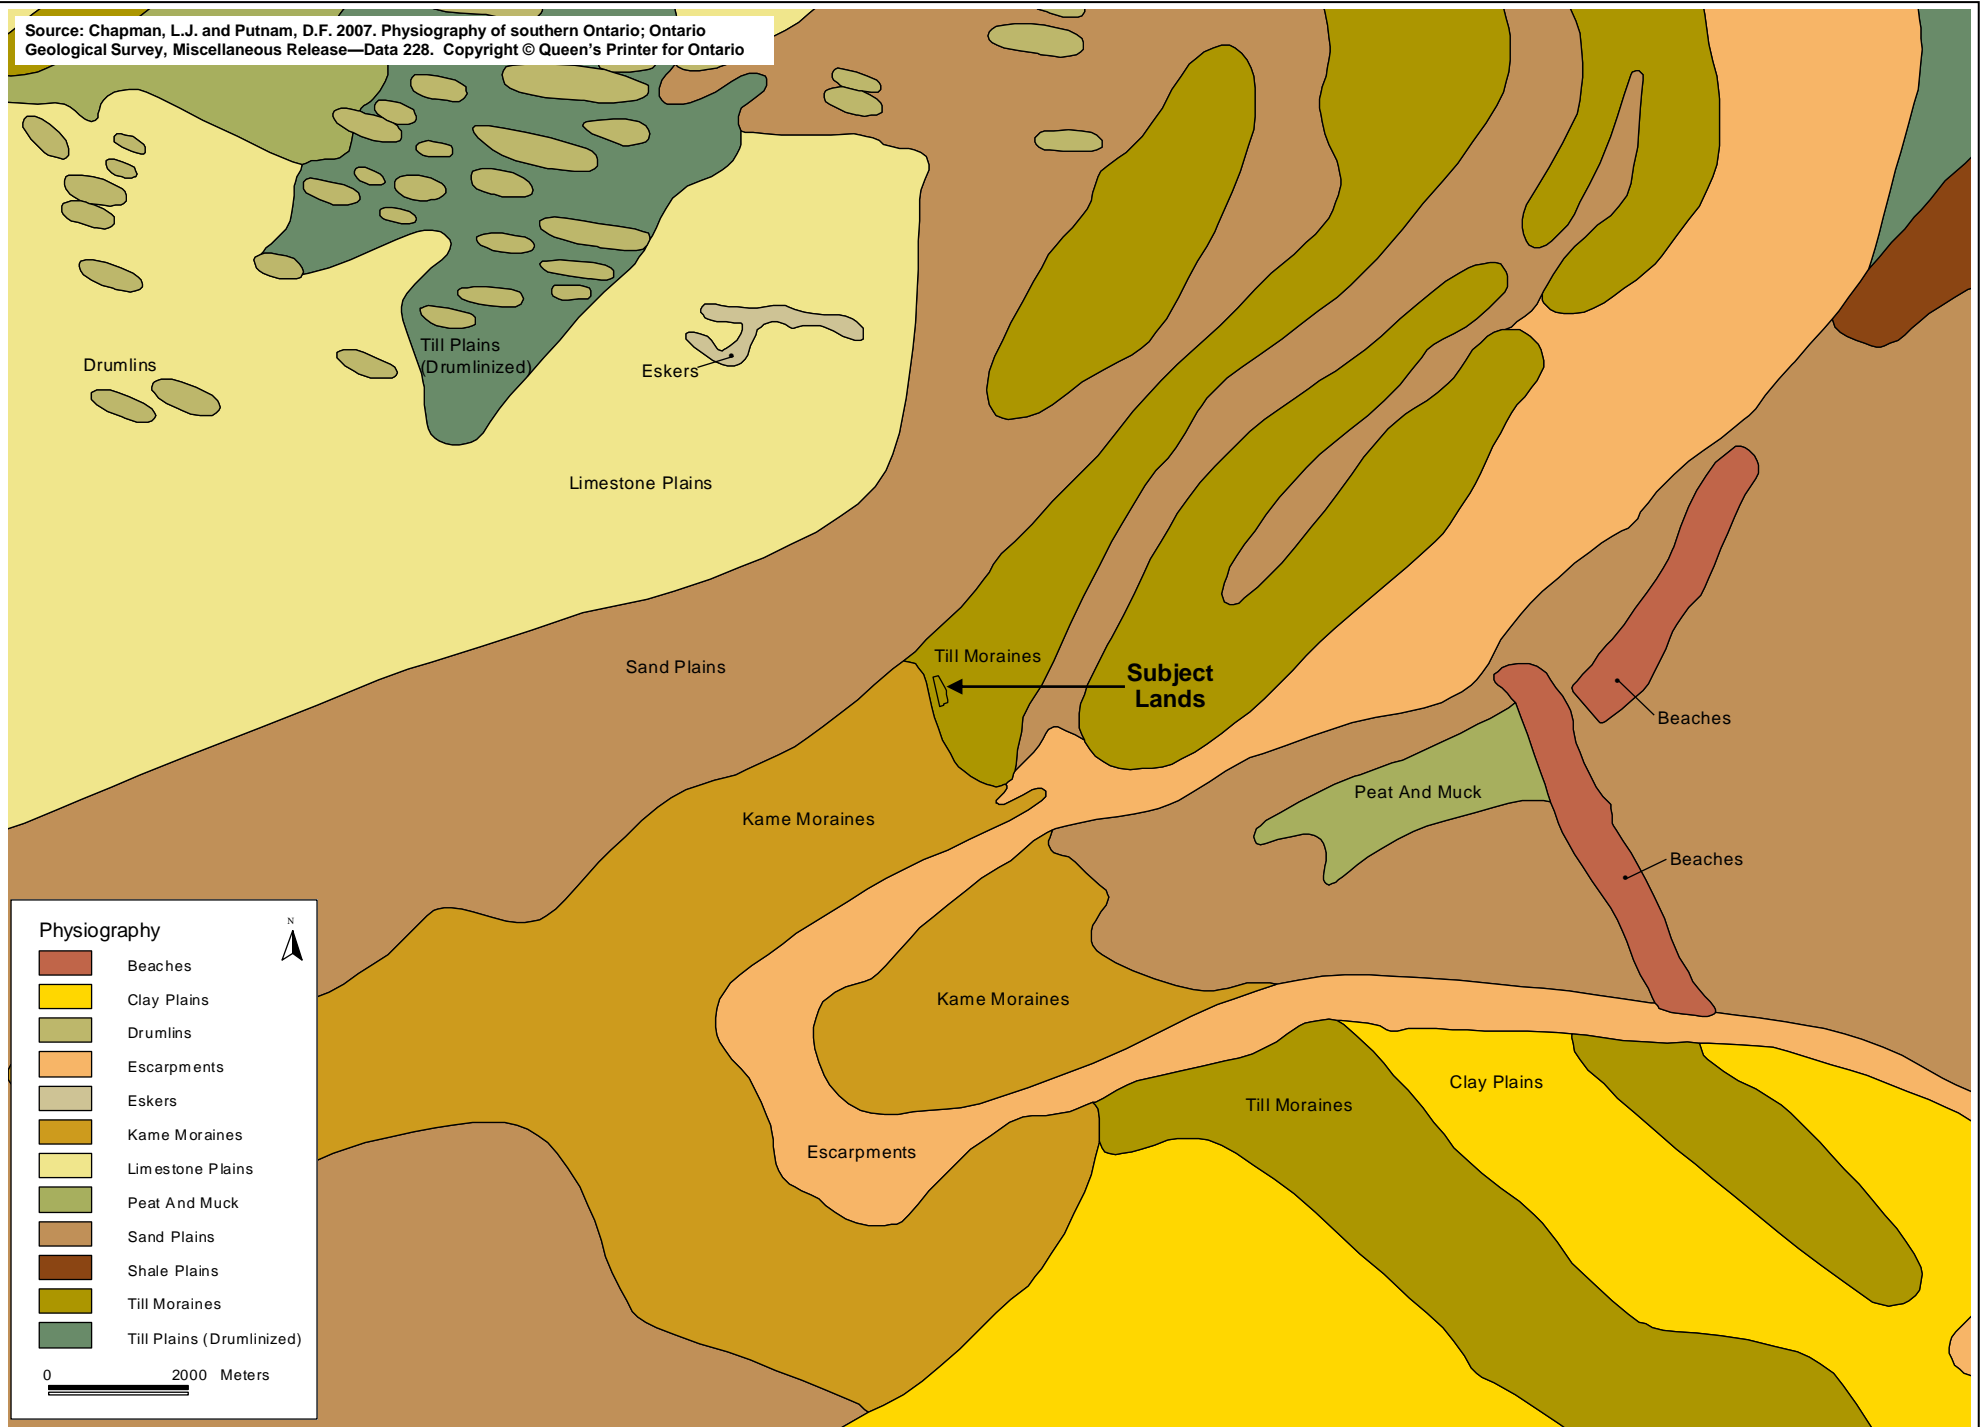 Source: Chapman, L.J. and Putnam, D.F. 2007. Physiography of southern Ontario; Ontario
Geological Survey, Miscellaneous Release—Data 228. Copyright © Queen's Printer for Ontario
Drumlins
Till Plains
(Drumlinized)
Eskers
Limestone Plains
Sand Plains
Till Moraines
Subject
Lands
Beaches
Peat And Muck
Kame Moraines
Beaches
Kame Moraines
Clay Plains
Till Moraines
Escarpments
Physiography
N
Beaches
Clay Plains
Drumlins
Escarpments
Eskers
Kame Moraines
Limestone Plains
Peat And Muck
Sand Plains
Shale Plains
Till Moraines
Till Plains (Drumlinized)
0 2000 Meters